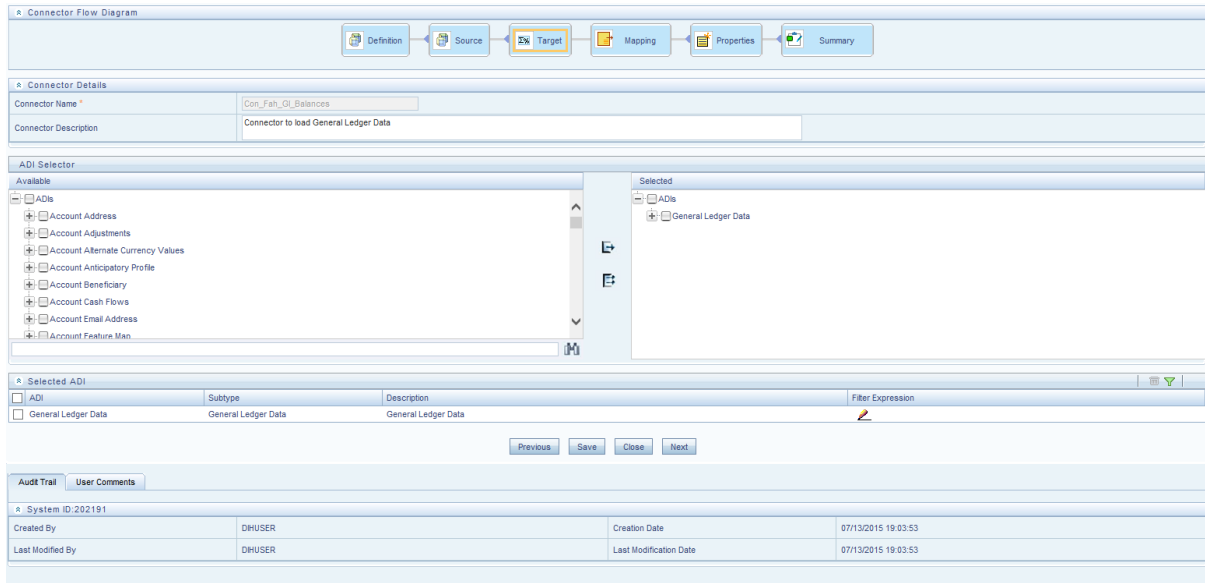 Connector Flow Diagram
Definition Source Σ% Target Mapping Properties Summary
Connector Details
Connector Name * Con_Fah_Gl_Balances
Connector Description Connector to load General Ledger Data
ADI Selector
Available Selected
ADIs ADIs
Account Address General Ledger Data
Account Adjustments
Account Alternate Currency Values
Account Anticipatory Profile
Account Beneficiary
Account Cash Flows
Account Email Address
Account Feature Map
Selected ADI
ADI Subtype Description Filter Expression
General Ledger Data General Ledger Data General Ledger Data
Previous Save Close Next
Audit Trail User Comments
System ID:202191
Created By DIHUSER Creation Date 07/13/2015 19:03:53
Last Modified By DIHUSER Last Modification Date 07/13/2015 19:03:53